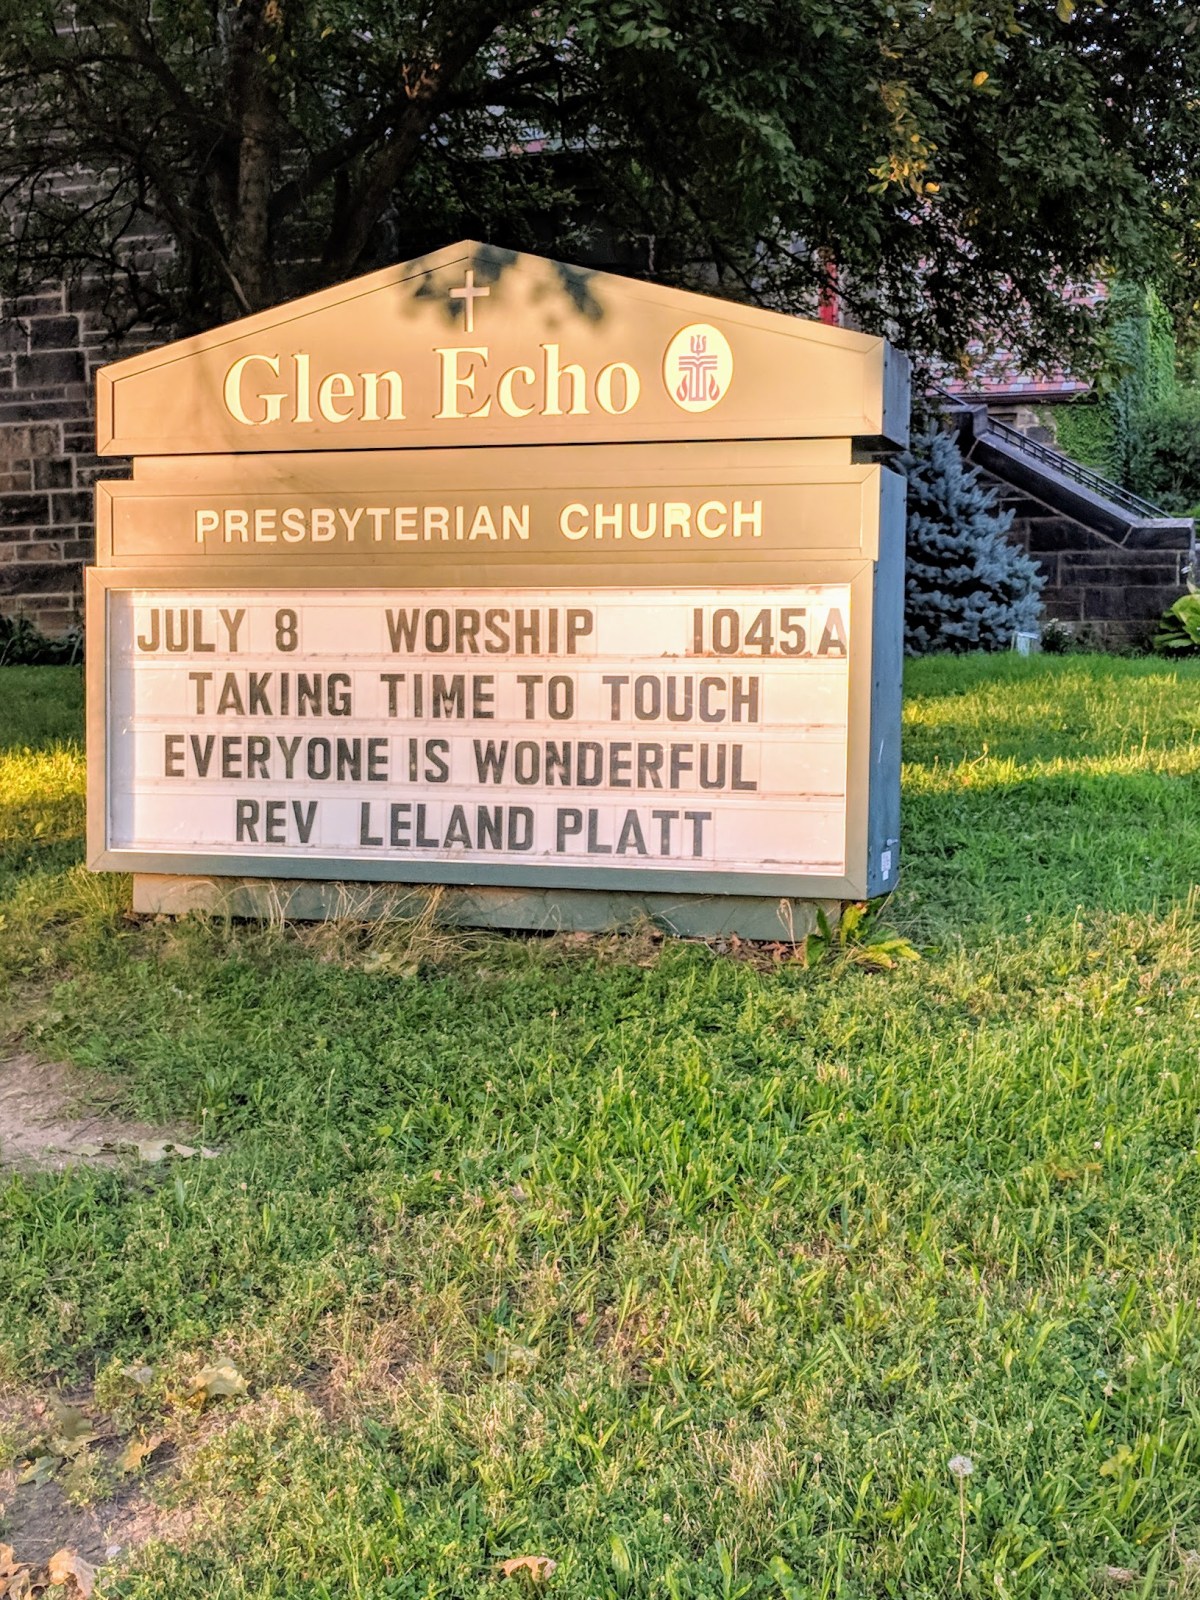 Glen Echo
PRESBYTERIAN CHURCH
JULY 8 WORSHIP 1045A
TAKING TIME TO TOUCH
EVERYONE IS WONDERFUL
REV LELAND PLATT